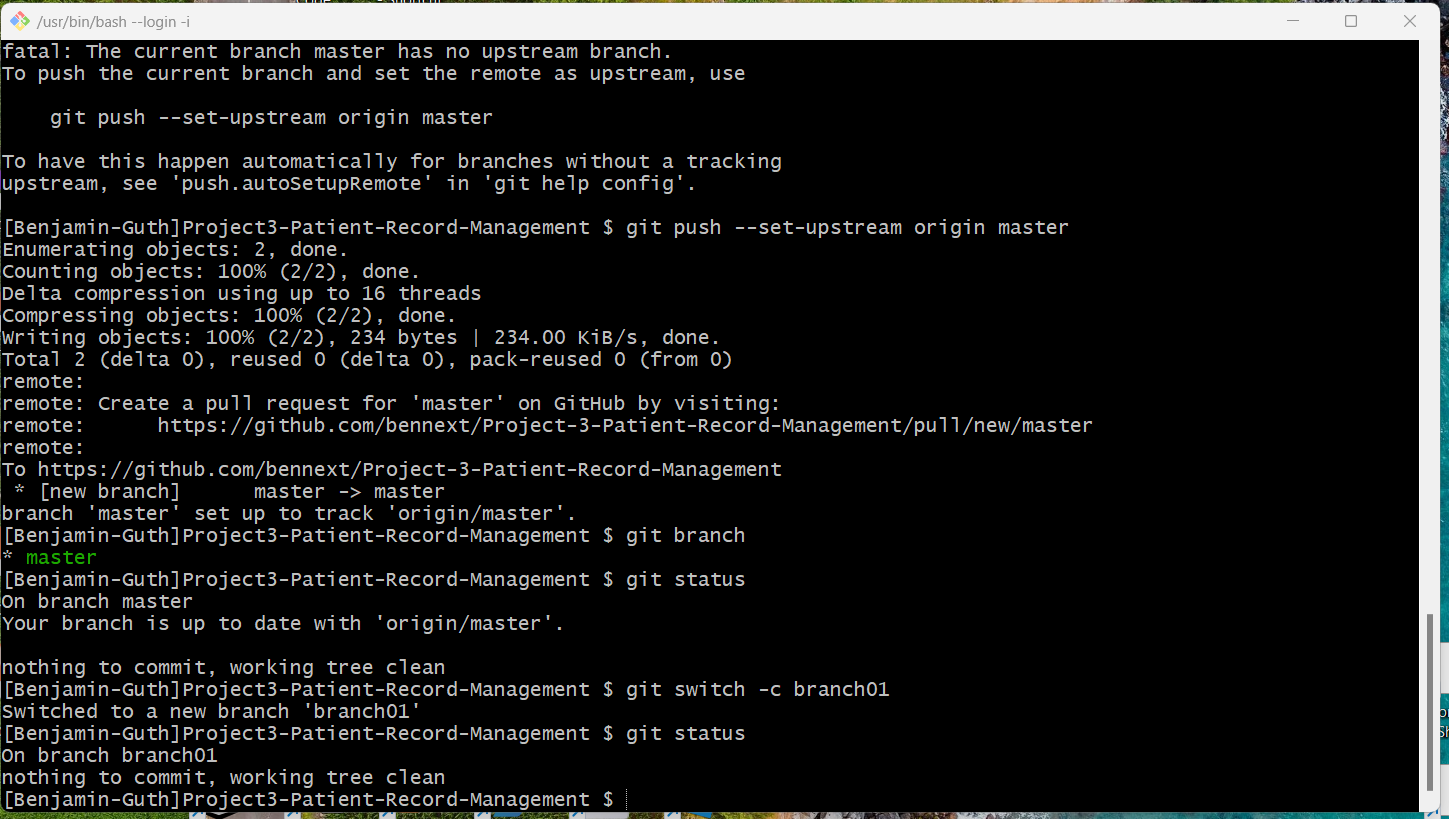 /usr/bin/bash --login -i
fatal: The current branch master has no upstream branch.
To push the current branch and set the remote as upstream, use
    git push --set-upstream origin master
To have this happen automatically for branches without a tracking
upstream, see 'push.autoSetupRemote' in 'git help config'.
[Benjamin-Guth]Project3-Patient-Record-Management $ git push --set-upstream origin master
Enumerating objects: 2, done.
Counting objects: 100% (2/2), done.
Delta compression using up to 16 threads
Compressing objects: 100% (2/2), done.
Writing objects: 100% (2/2), 234 bytes | 234.00 KiB/s, done.
Total 2 (delta 0), reused 0 (delta 0), pack-reused 0 (from 0)
remote:
remote: Create a pull request for 'master' on GitHub by visiting:
remote:      https://github.com/bennext/Project-3-Patient-Record-Management/pull/new/master
remote:
To https://github.com/bennext/Project-3-Patient-Record-Management
 * [new branch]      master -> master
branch 'master' set up to track 'origin/master'.
[Benjamin-Guth]Project3-Patient-Record-Management $ git branch
* master
[Benjamin-Guth]Project3-Patient-Record-Management $ git status
On branch master
Your branch is up to date with 'origin/master'.
nothing to commit, working tree clean
[Benjamin-Guth]Project3-Patient-Record-Management $ git switch -c branch01
Switched to a new branch 'branch01'
[Benjamin-Guth]Project3-Patient-Record-Management $ git status
On branch branch01
nothing to commit, working tree clean
[Benjamin-Guth]Project3-Patient-Record-Management $